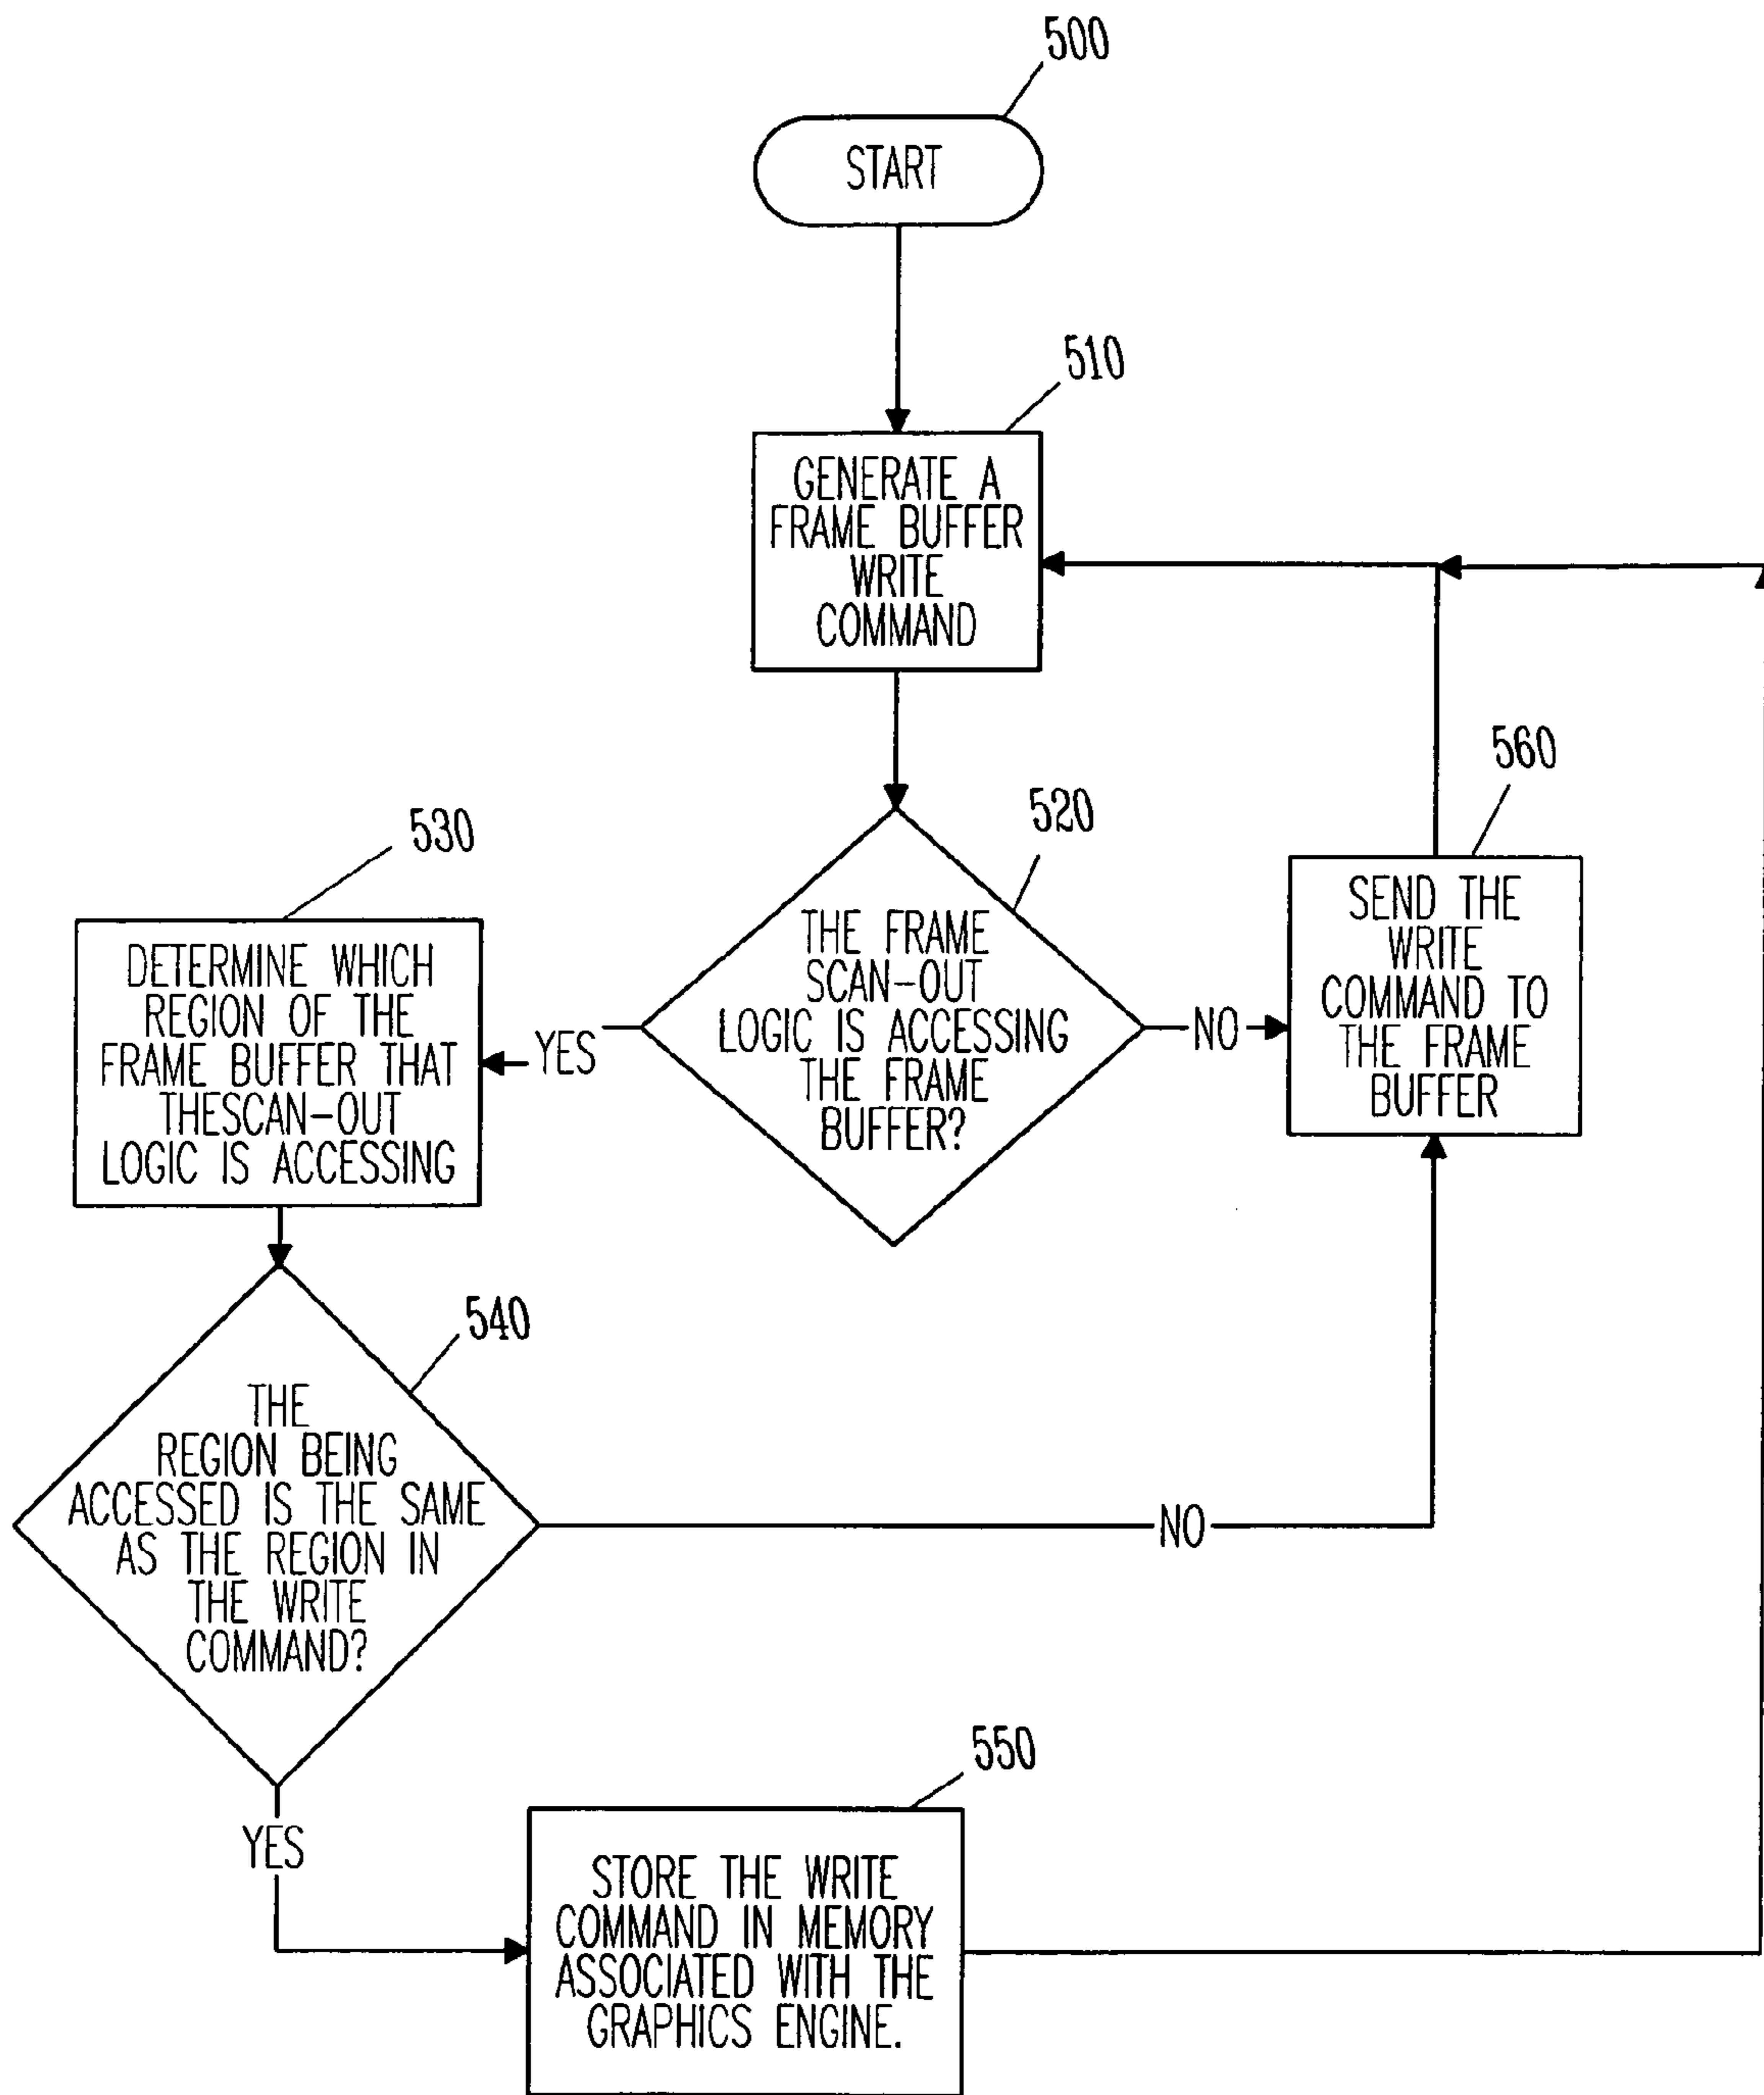 500
START
510
GENERATE A
FRAME BUFFER
WRITE
COMMAND
520
THE FRAME
SCAN-OUT
LOGIC IS ACCESSING
THE FRAME
BUFFER?
YES
NO
530
DETERMINE WHICH
REGION OF THE
FRAME BUFFER THAT
THESCAN-OUT
LOGIC IS ACCESSING
560
SEND THE
WRITE
COMMAND TO
THE FRAME
BUFFER
540
THE
REGION BEING
ACCESSED IS THE SAME
AS THE REGION IN
THE WRITE
COMMAND?
NO
YES
550
STORE THE WRITE
COMMAND IN MEMORY
ASSOCIATED WITH THE
GRAPHICS ENGINE.